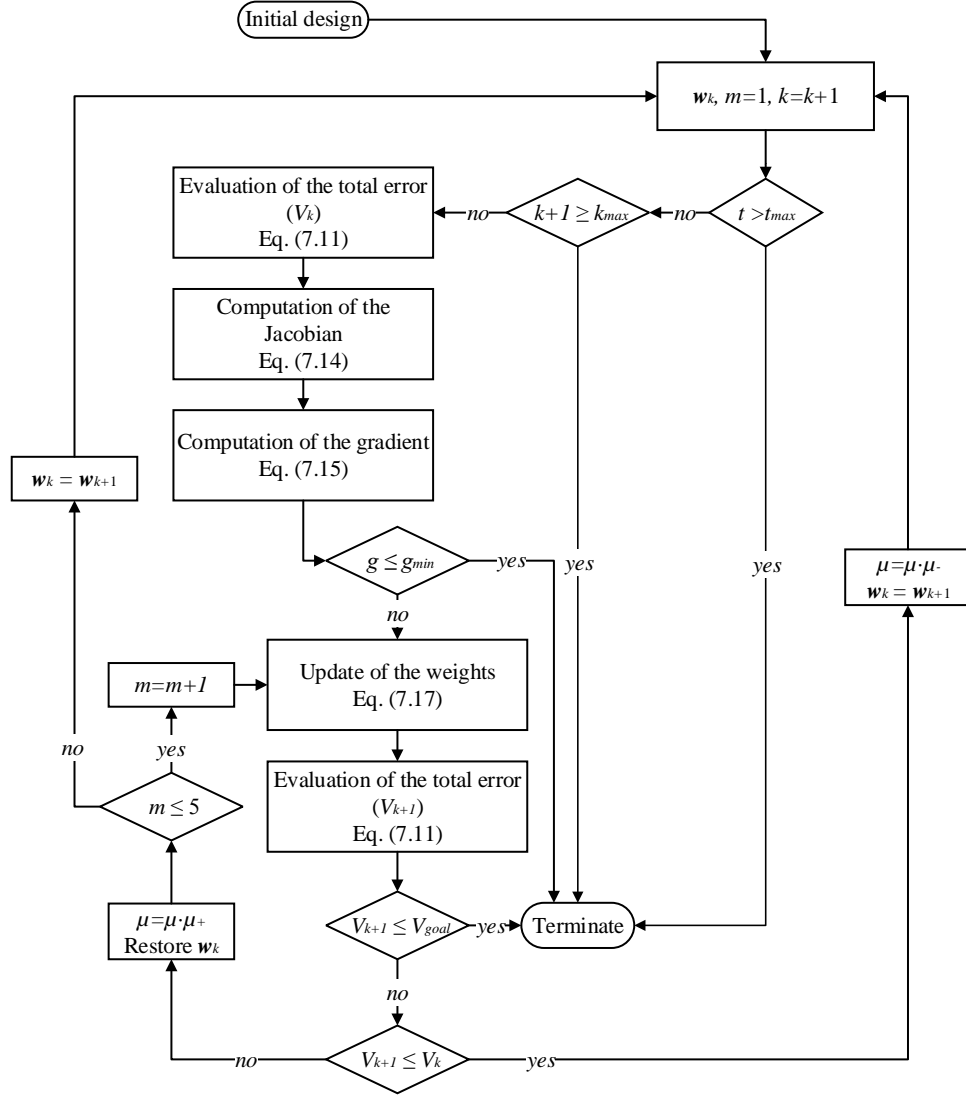 Initial design
w_k, m=1, k=k+1
t >t_max
no
k+1 ≥ k_max
no
Evaluation of the total error
(V_k)
Eq. (7.11)
Computation of the
Jacobian
Eq. (7.14)
Computation of the gradient
Eq. (7.15)
w_k = w_k+1
g ≤ g_min
yes
yes
yes
μ=μ·μ-
w_k = w_k+1
no
Update of the weights
Eq. (7.17)
m=m+1
no
yes
Evaluation of the total error
(V_k+1)
Eq. (7.11)
m ≤ 5
μ=μ·μ+
Restore w_k
V_k+1 ≤ V_goal
yes
Terminate
no
V_k+1 ≤ V_k
no
yes